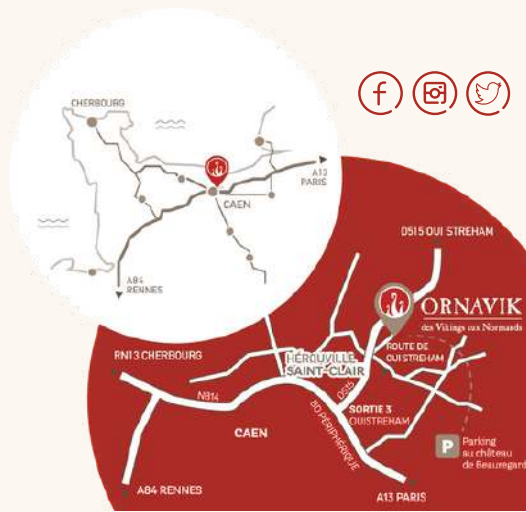 CHERBOURG
A13
PARIS
CAEN
A84
RENNES
D515 OUISTREHAM
ORNAVIK
des Vikings aux Normands
ROUTE DE
OUISTREHAM
RN13 CHERBOURG
HÉROUVILLE
SAINT-CLAIR
N814
D515
SORTIE 3
OUISTREHAM
BD PÉRIPHÉRIQUE
CAEN
P
Parking
au château
de Beauregard
A84 RENNES
A13 PARIS